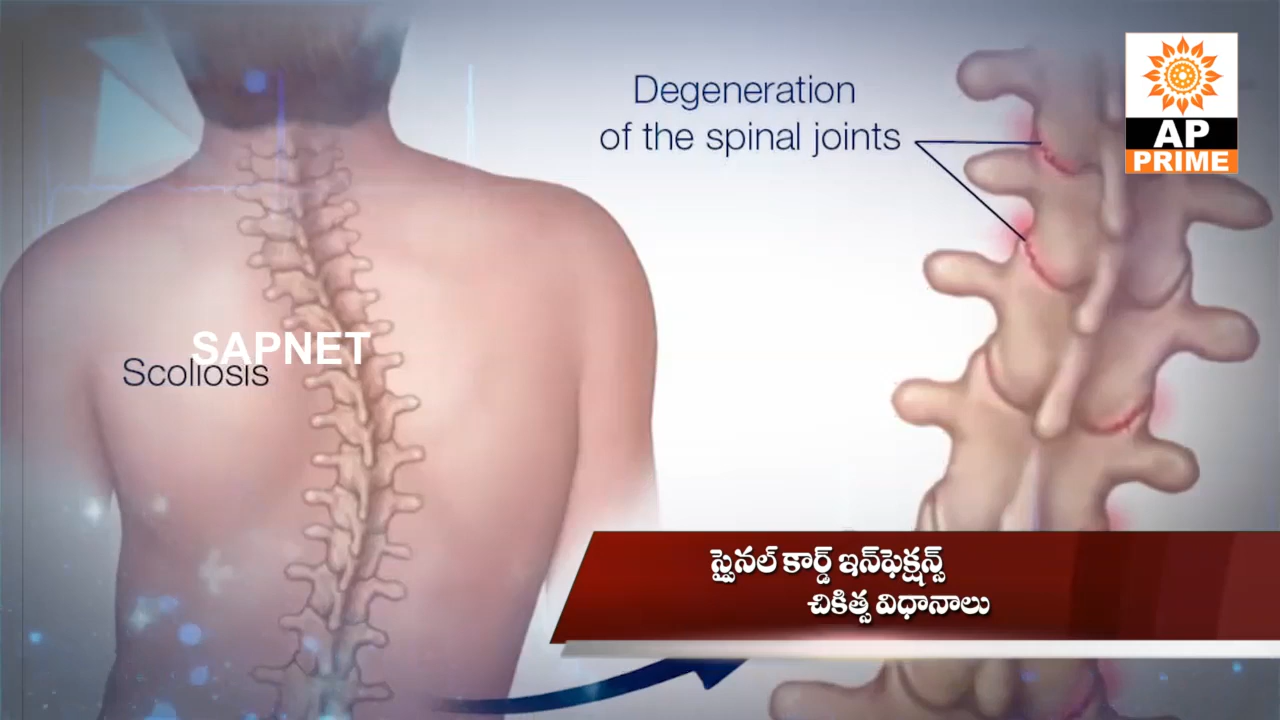 Degeneration
of the spinal joints
AP
PRIME
SAPNET
Scoliosis
స్పైనల్ కార్డ్ ఇన్‌ఫెక్షన్స్
చికిత్స విధానాలు